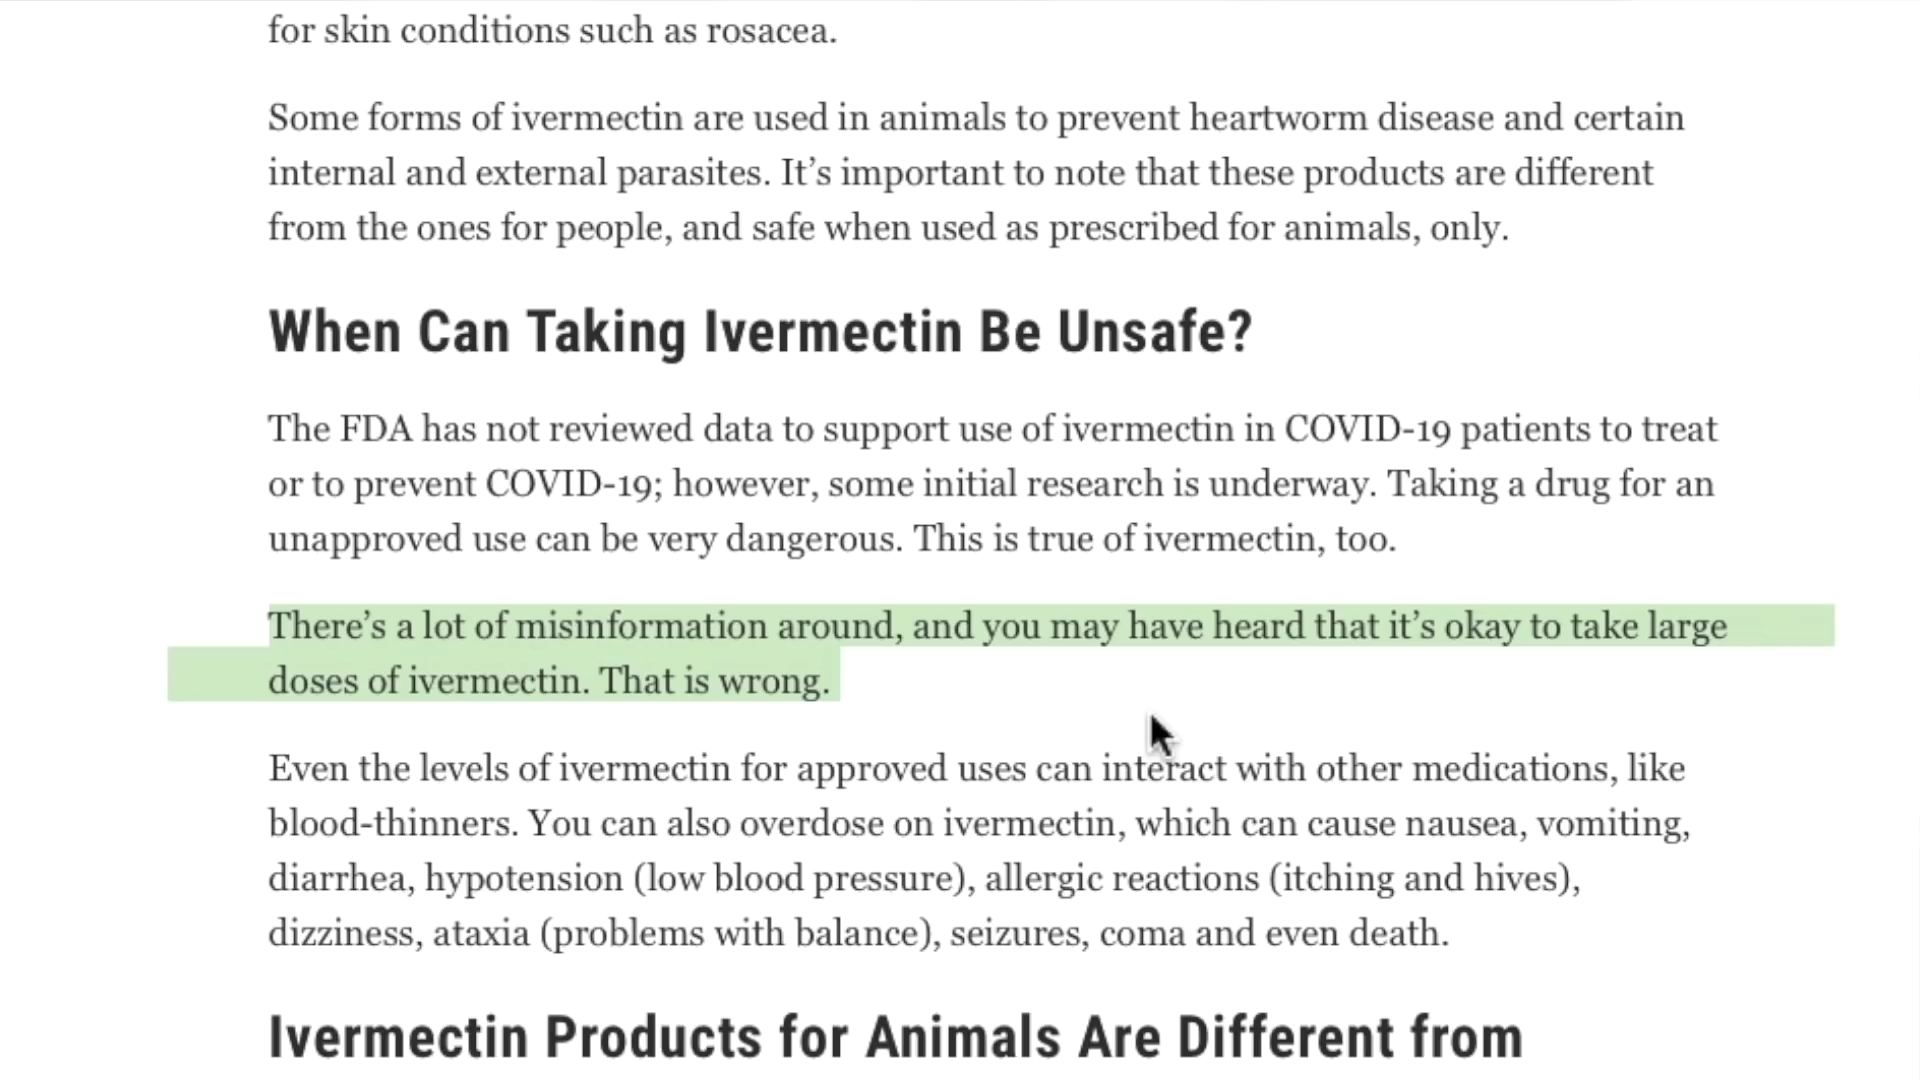 for skin conditions such as rosacea.
Some forms of ivermectin are used in animals to prevent heartworm disease and certain
internal and external parasites. It’s important to note that these products are different
from the ones for people, and safe when used as prescribed for animals, only.
When Can Taking Ivermectin Be Unsafe?
The FDA has not reviewed data to support use of ivermectin in COVID-19 patients to treat
or to prevent COVID-19; however, some initial research is underway. Taking a drug for an
unapproved use can be very dangerous. This is true of ivermectin, too.
There’s a lot of misinformation around, and you may have heard that it’s okay to take large
doses of ivermectin. That is wrong.
Even the levels of ivermectin for approved uses can interact with other medications, like
blood-thinners. You can also overdose on ivermectin, which can cause nausea, vomiting,
diarrhea, hypotension (low blood pressure), allergic reactions (itching and hives),
dizziness, ataxia (problems with balance), seizures, coma and even death.
Ivermectin Products for Animals Are Different from